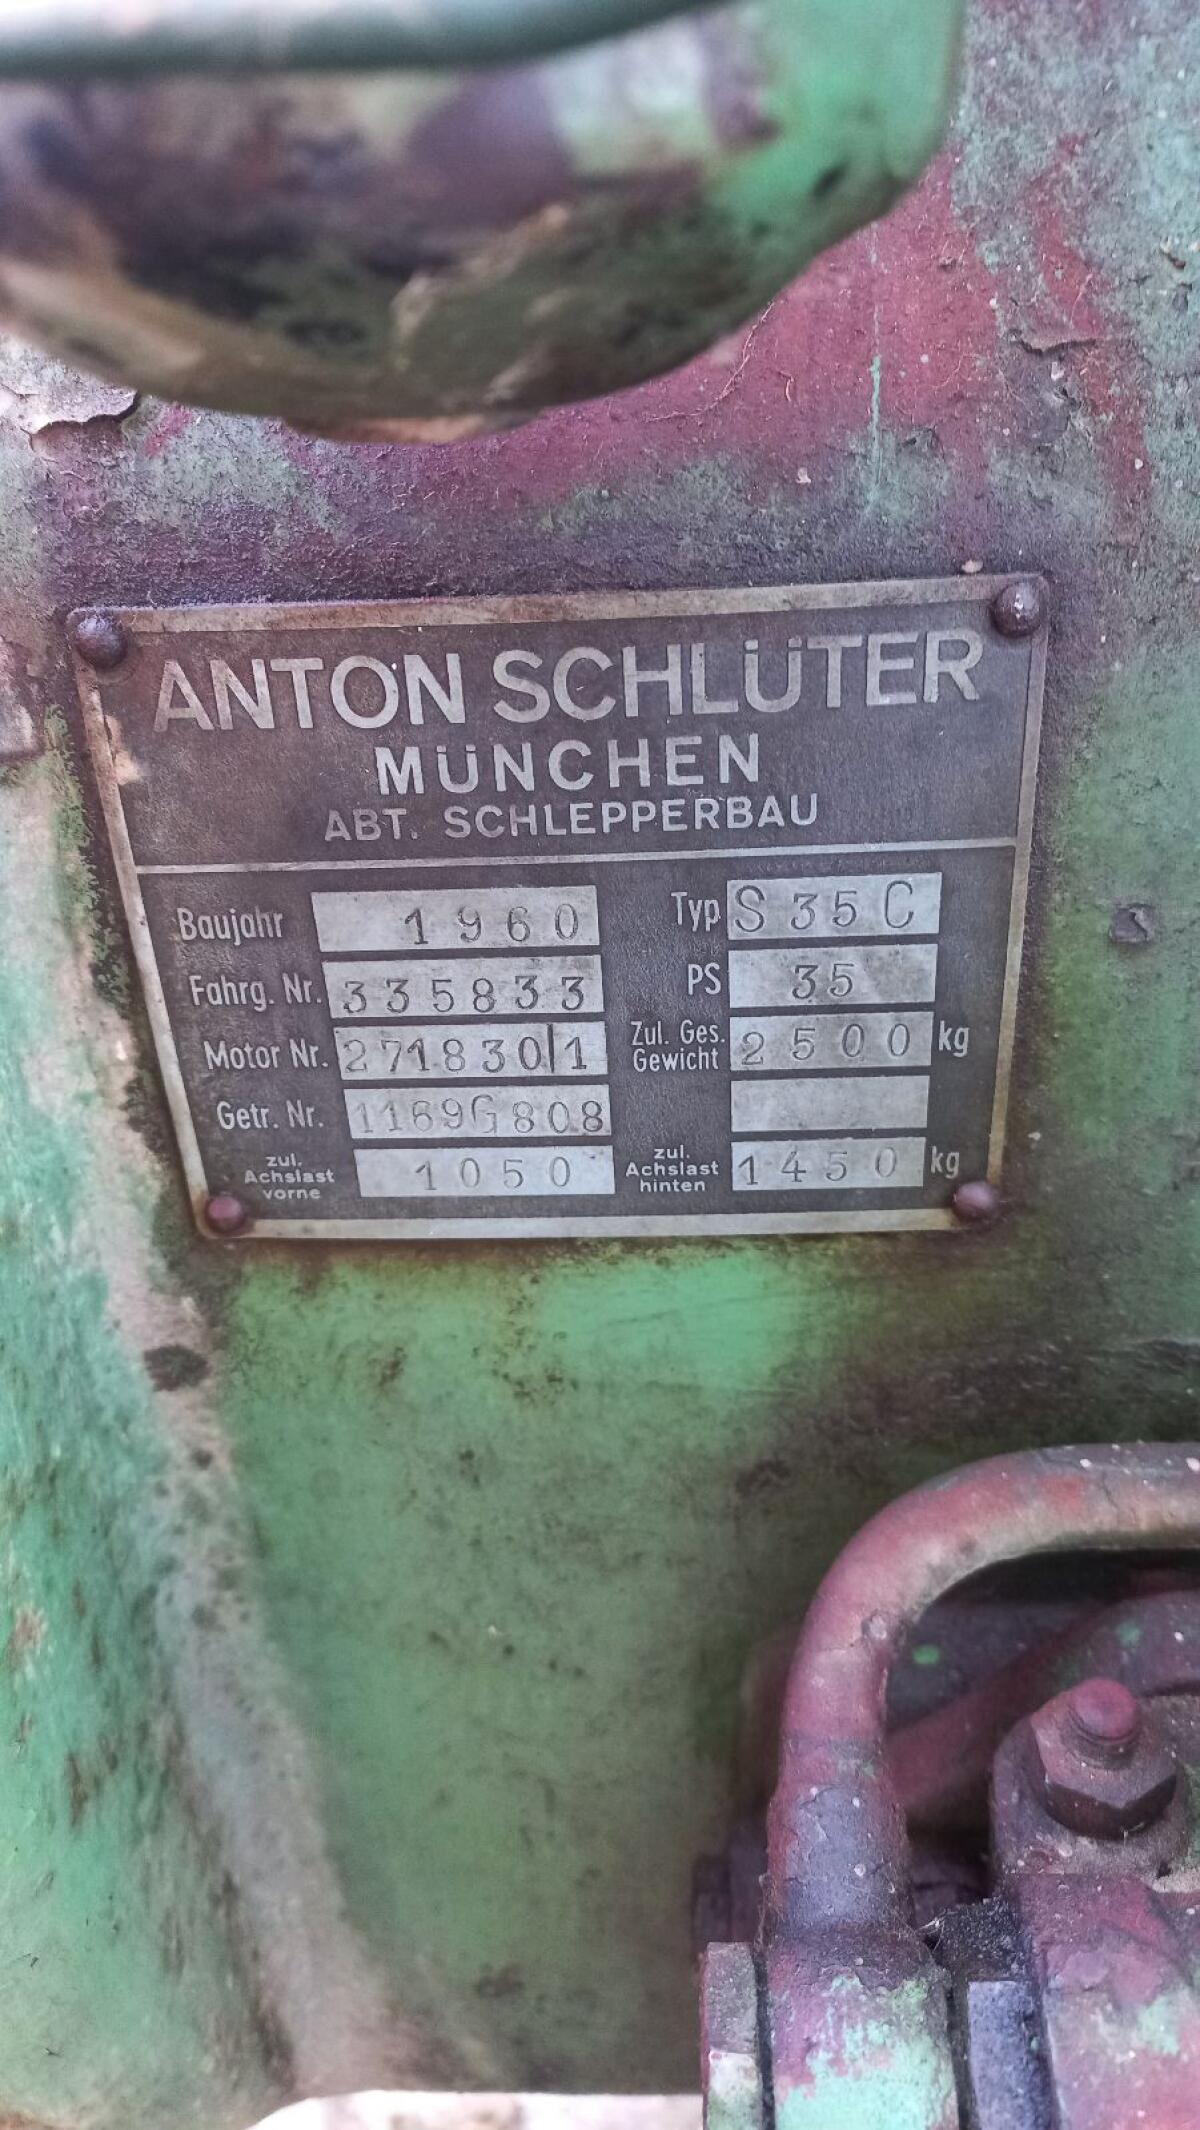 ANTON SCHLÜTER
MÜNCHEN
ABT. SCHLEPPERBAU
Baujahr 1960 Typ S 35 C
Fahrg. Nr. 335833 PS 35
Motor Nr. 271830/1 Zul. Ges. Gewicht 2500 kg
Getr. Nr. 1169G808
zul. Achslast vorne 1050 zul. Achslast hinten 1450 kg